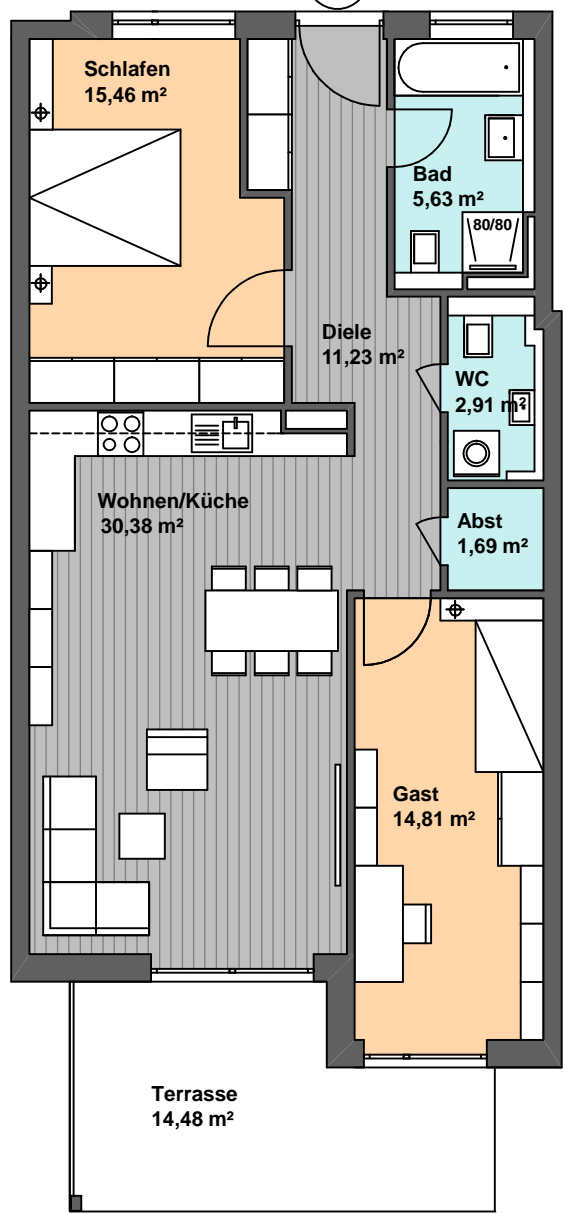 Schlafen
15,46 m²
Bad
5,63 m²
80/80
Diele
11,23 m²
WC
2,91 m²
Wohnen/Küche
30,38 m²
Abst
1,69 m²
Gast
14,81 m²
Terrasse
14,48 m²